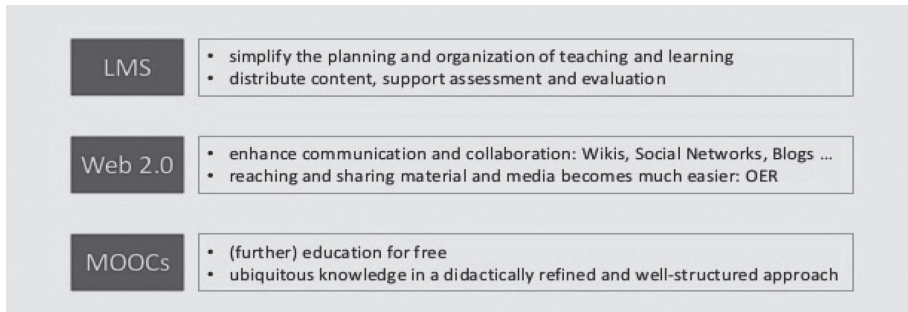 LMS
• simplify the planning and organization of teaching and learning
• distribute content, support assessment and evaluation
Web 2.0
• enhance communication and collaboration: Wikis, Social Networks, Blogs ...
• reaching and sharing material and media becomes much easier: OER
MOOCs
• (further) education for free
• ubiquitous knowledge in a didactically refined and well-structured approach